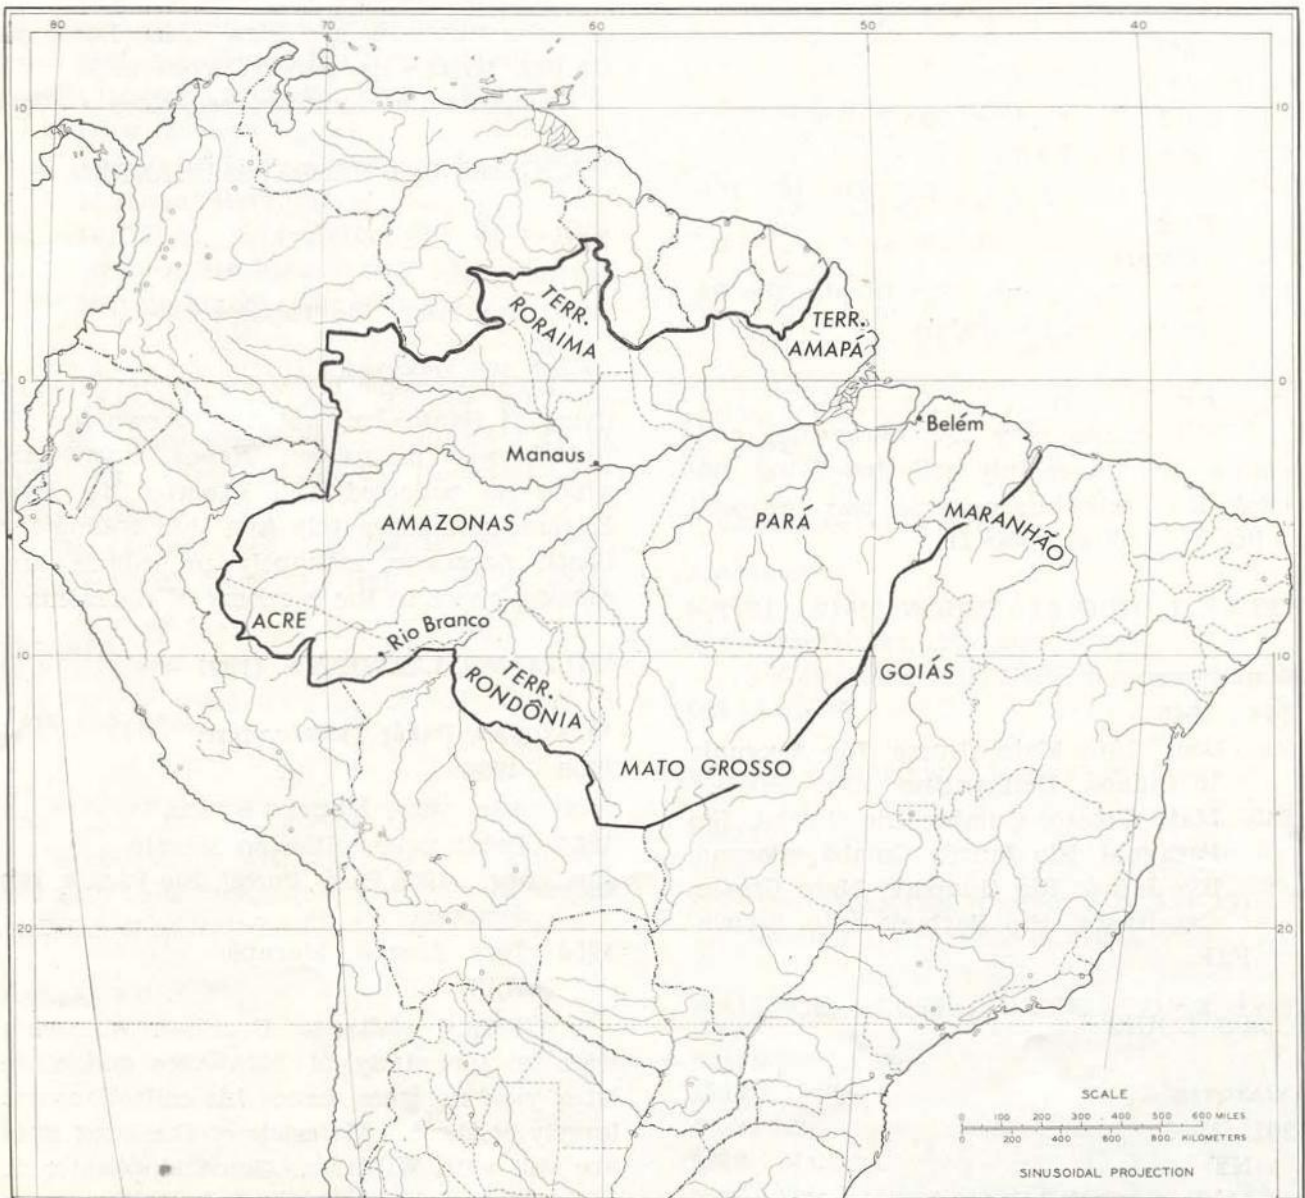 80 70 60 50 40
10 10
TERR.
RORAIMA
TERR.
AMAPÁ
0 0
Belém
Manaus
AMAZONAS
PARÁ
MARANHÃO
ACRE
Rio Branco
10 10
GOIÁS
TERR.
RONDÔNIA
MATO GROSSO
20 20
SCALE
0 100 200 300 400 500 600 MILES
0 200 400 600 800 KILOMETERS
SINUSOIDAL PROJECTION